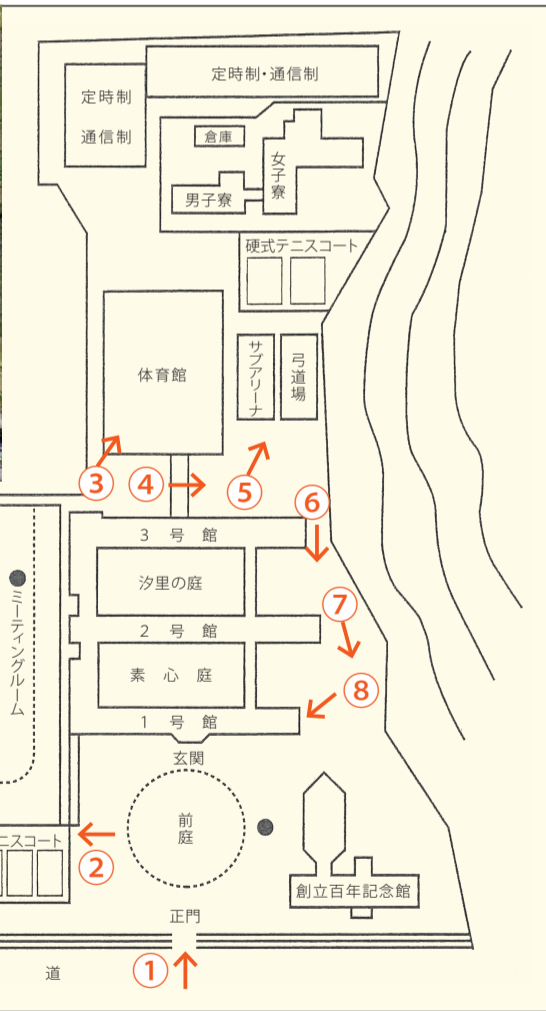 定時制・通信制
定時制
通信制
倉庫
女子寮
男子寮
硬式テニスコート
体育館
サブアリーナ
弓道場
③
④
⑤
⑥
3号館
汐里の庭
ミーティングルーム
⑦
2号館
素心庭
⑧
1号館
玄関
前庭
ニスコート
②
創立百年記念館
正門
①
道